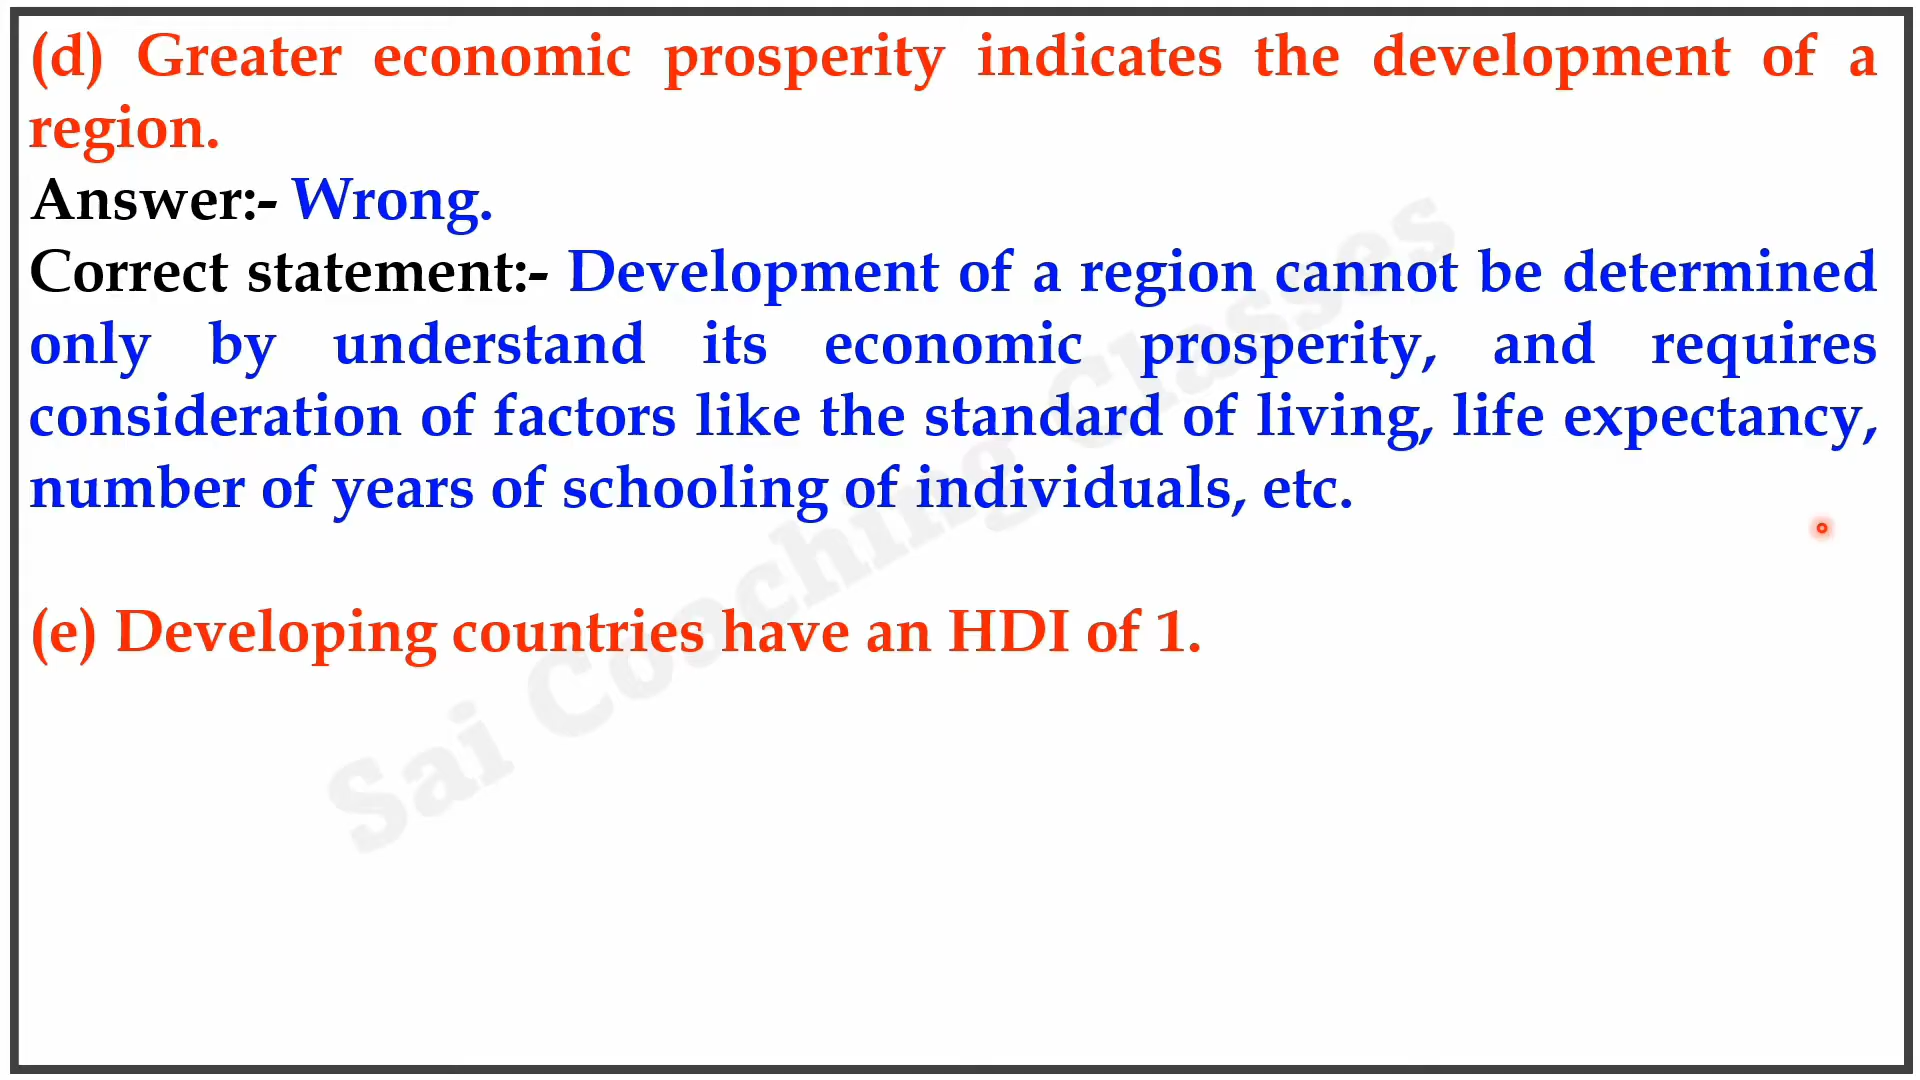 (d) Greater economic prosperity indicates the development of a
region.
Answer:- Wrong.
Correct statement:- Development of a region cannot be determined
only by understand its economic prosperity, and requires
consideration of factors like the standard of living, life expectancy,
number of years of schooling of individuals, etc.
(e) Developing countries have an HDI of 1.
Sai Coaching Classes